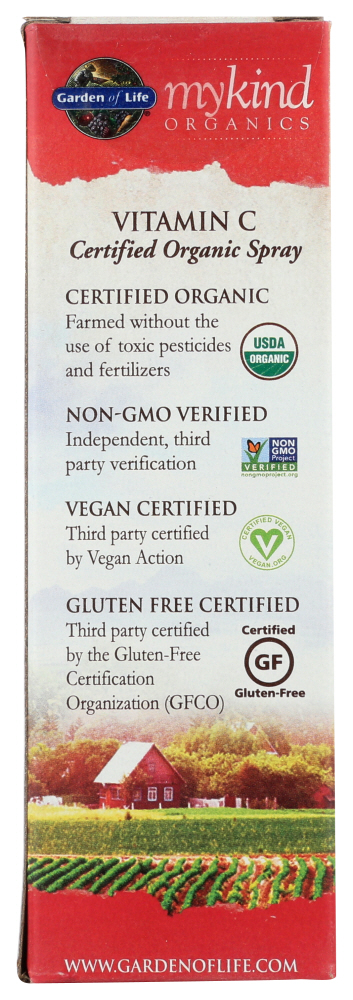 Garden of Life
mykind
ORGANICS
VITAMIN C
Certified Organic Spray
CERTIFIED ORGANIC
Farmed without the
use of toxic pesticides
and fertilizers
USDA
ORGANIC
NON-GMO VERIFIED
Independent, third
party verification
NON
GMO
Project
VERIFIED
nongmoproject.org
VEGAN CERTIFIED
Third party certified
by Vegan Action
CERTIFIED VEGAN
VEGAN.ORG
GLUTEN FREE CERTIFIED
Third party certified
by the Gluten-Free
Certification
Organization (GFCO)
Certified
GF
Gluten-Free
WWW.GARDENOFLIFE.COM